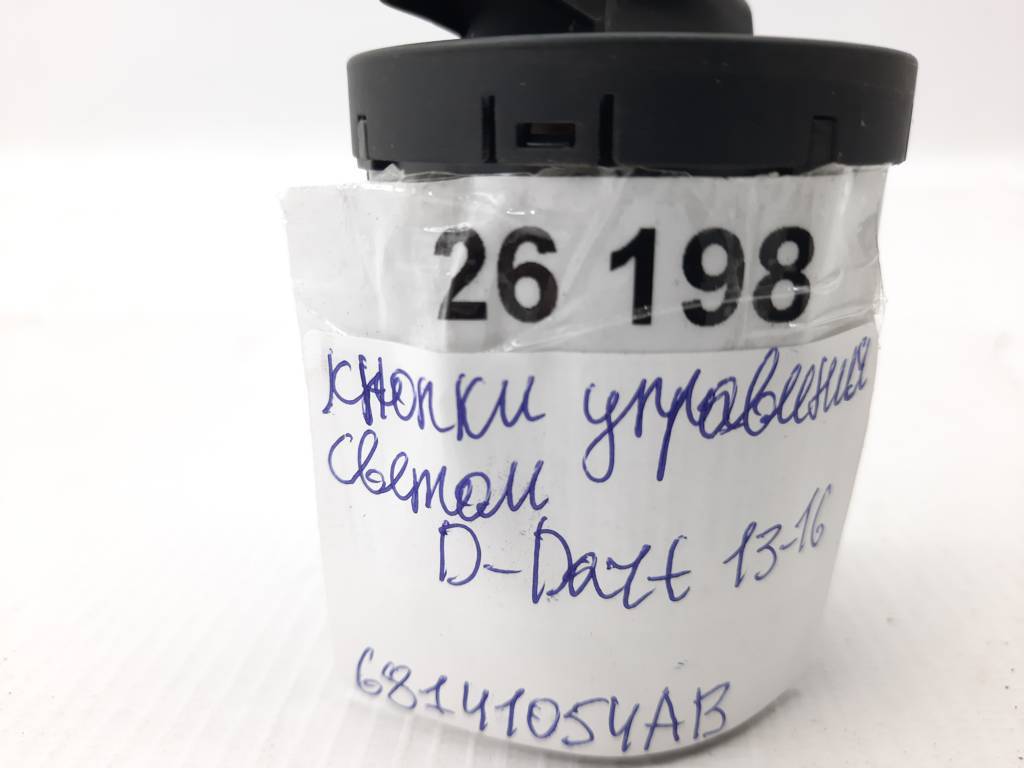 26 198
кнопки управления
светом
D-Dart 13-16
68141054AB